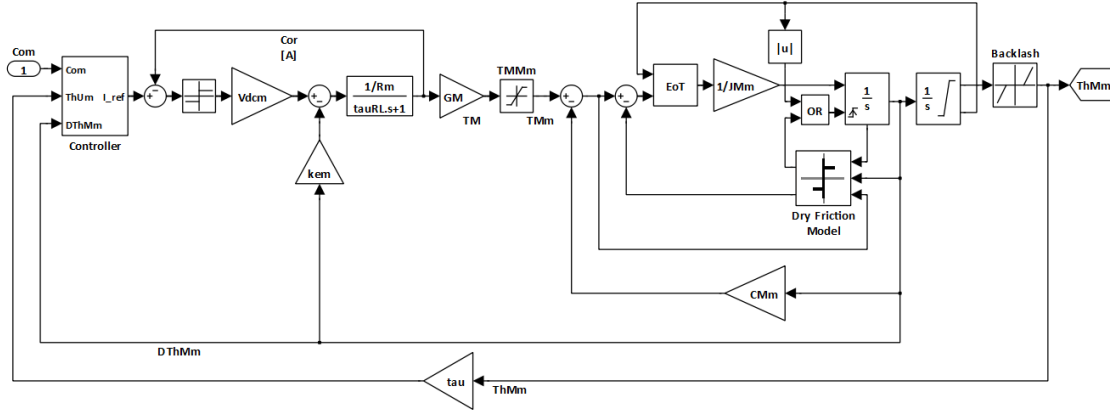 Com
1
Com
ThUm
DThMm
I_ref
Controller
Cor
[A]
Vdcm
kem
1/Rm
tauRL.s+1
GM
TM
TMMm
TMm
EoT
1/JMm
|u|
OR
1
s
1
s
Dry Friction
Model
Backlash
ThMm
CMm
DThMm
tau
ThMm